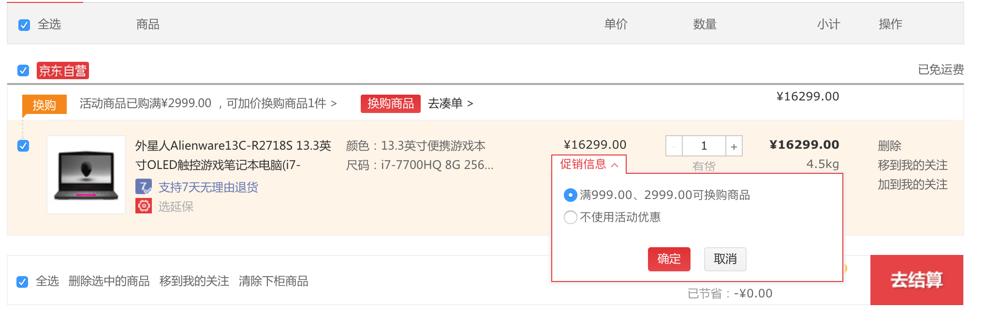 全选 商品 单价 数量 小计 操作
京东自营 已免运费
换购 活动商品已购满¥2999.00 ，可加价换购商品1件 > 换购商品 去凑单 > ¥16299.00
外星人Alienware13C-R2718S 13.3英 颜色：13.3英寸便携游戏本 ¥16299.00 - 1 + ¥16299.00 删除
寸OLED触控游戏笔记本电脑(i7- 尺码：i7-7700HQ 8G 256... 促销信息 有货 4.5kg 移到我的关注
7 支持7天无理由退货 加到我的关注
选延保
满999.00、2999.00可换购商品
不使用活动优惠
确定 取消
全选 删除选中的商品 移到我的关注 清除下柜商品 去结算
已节省：-¥0.00